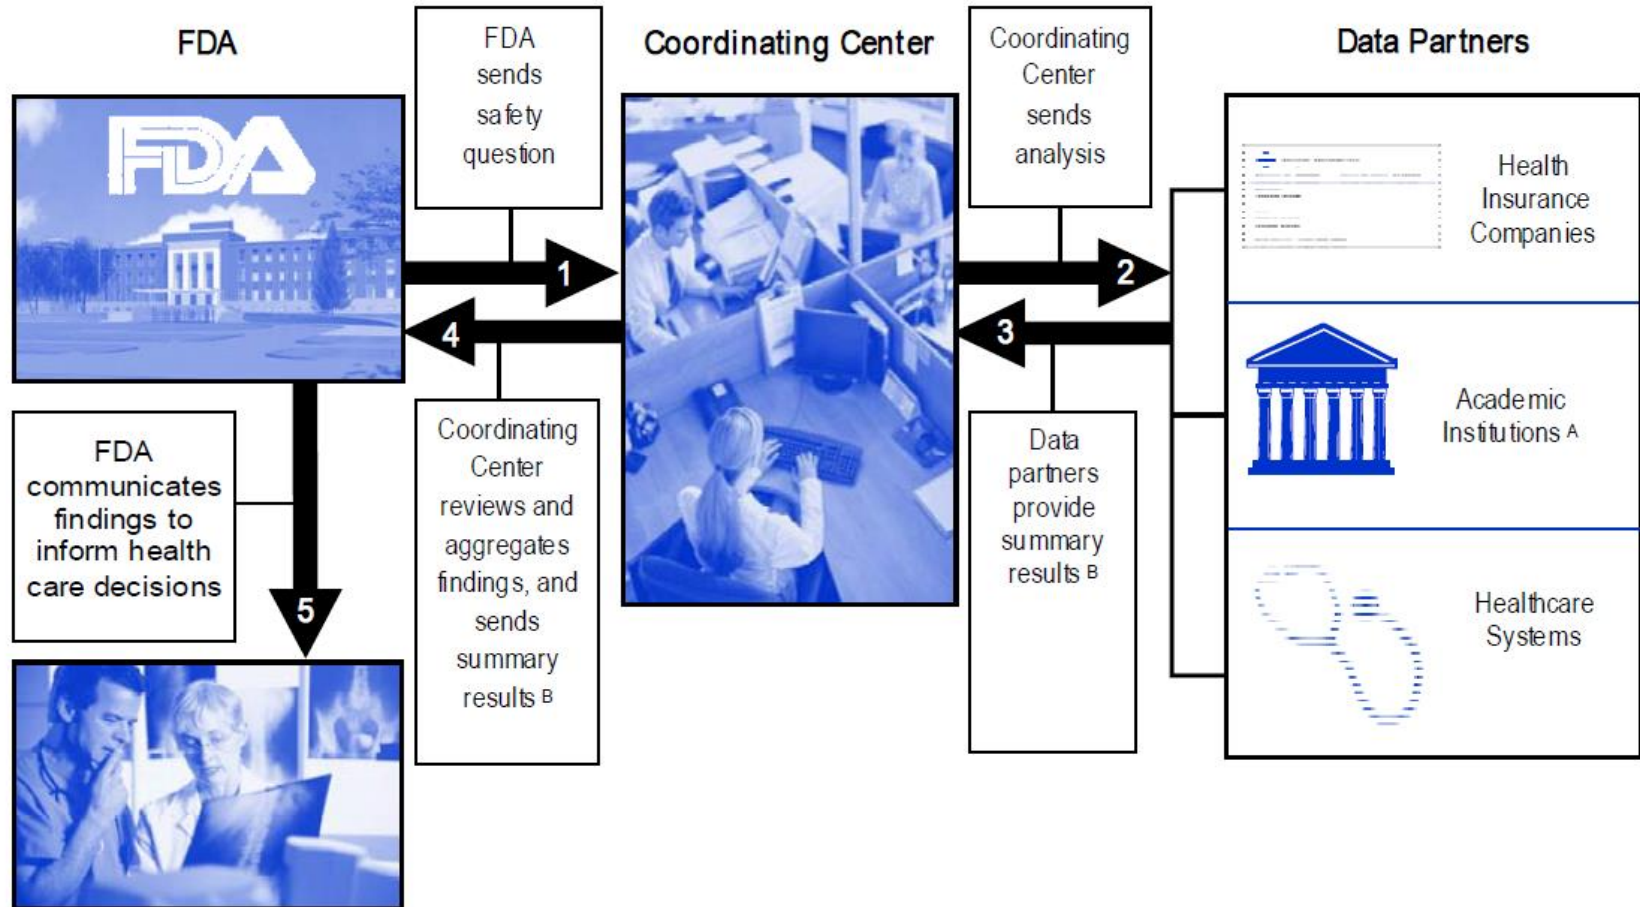 FDA
FDA
FDA
sends
safety
question
Coordinating Center
Coordinating
Center
sends
analysis
Data Partners
Health
Insurance
Companies
1
2
4
3
Academic
Institutions A
FDA
communicates
findings to
inform health
care decisions
Coordinating
Center
reviews and
aggregates
findings, and
sends
summary
results B
Data
partners
provide
summary
results B
5
Healthcare
Systems